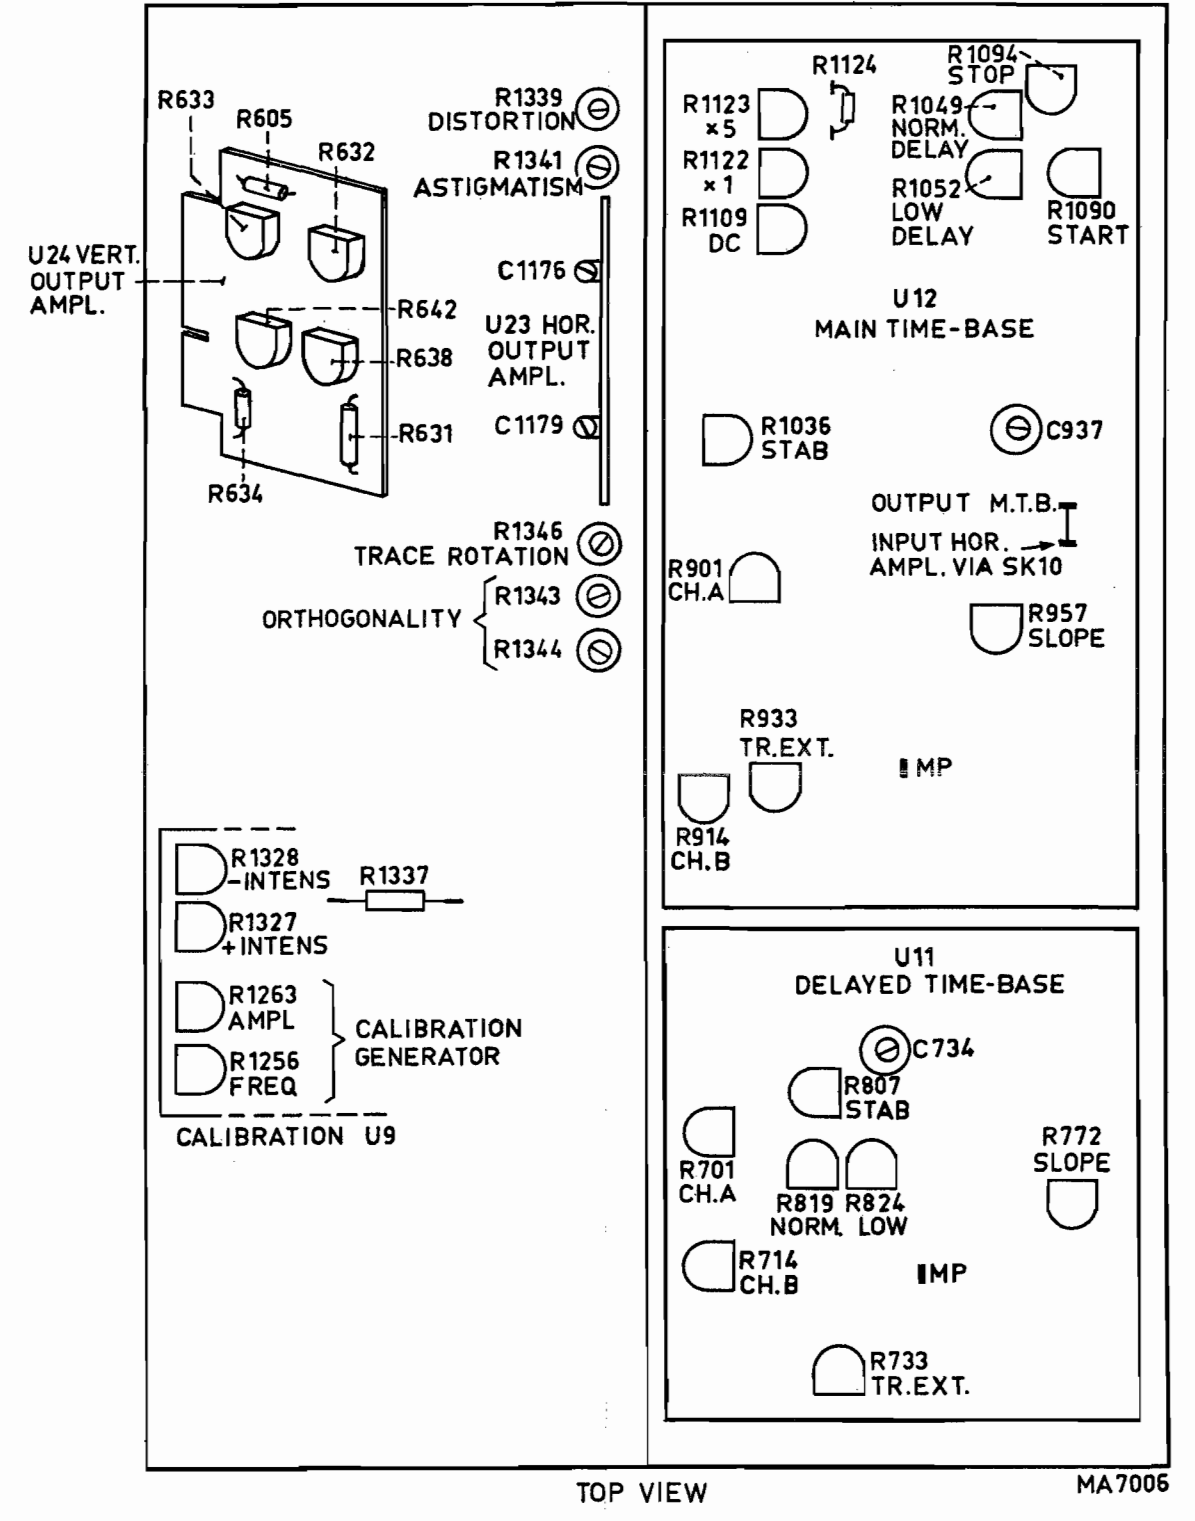 R633
R605
R632
U24 VERT.
OUTPUT
AMPL.
R642
R638
R631
R634
R1339
DISTORTION
R1341
ASTIGMATISM
C1176
U23 HOR.
OUTPUT
AMPL.
C1179
R1346
TRACE ROTATION
ORTHOGONALITY
R1343
R1344
R1328
-INTENS
R1337
R1327
+INTENS
R1263
AMPL
R1256
FREQ
CALIBRATION
GENERATOR
CALIBRATION U9
R1123
×5
R1122
×1
R1109
DC
R1124
R1094
STOP
R1049
NORM.
DELAY
R1052
LOW
DELAY
R1090
START
U12
MAIN TIME-BASE
R1036
STAB
C937
OUTPUT M.T.B.
INPUT HOR.
AMPL. VIA SK10
R901
CH.A
R957
SLOPE
R933
TR.EXT.
MP
R914
CH.B
U11
DELAYED TIME-BASE
C734
R807
STAB
R701
CH.A
R819 R824
NORM. LOW
R772
SLOPE
R714
CH.B
MP
R733
TR.EXT.
TOP VIEW
MA7006